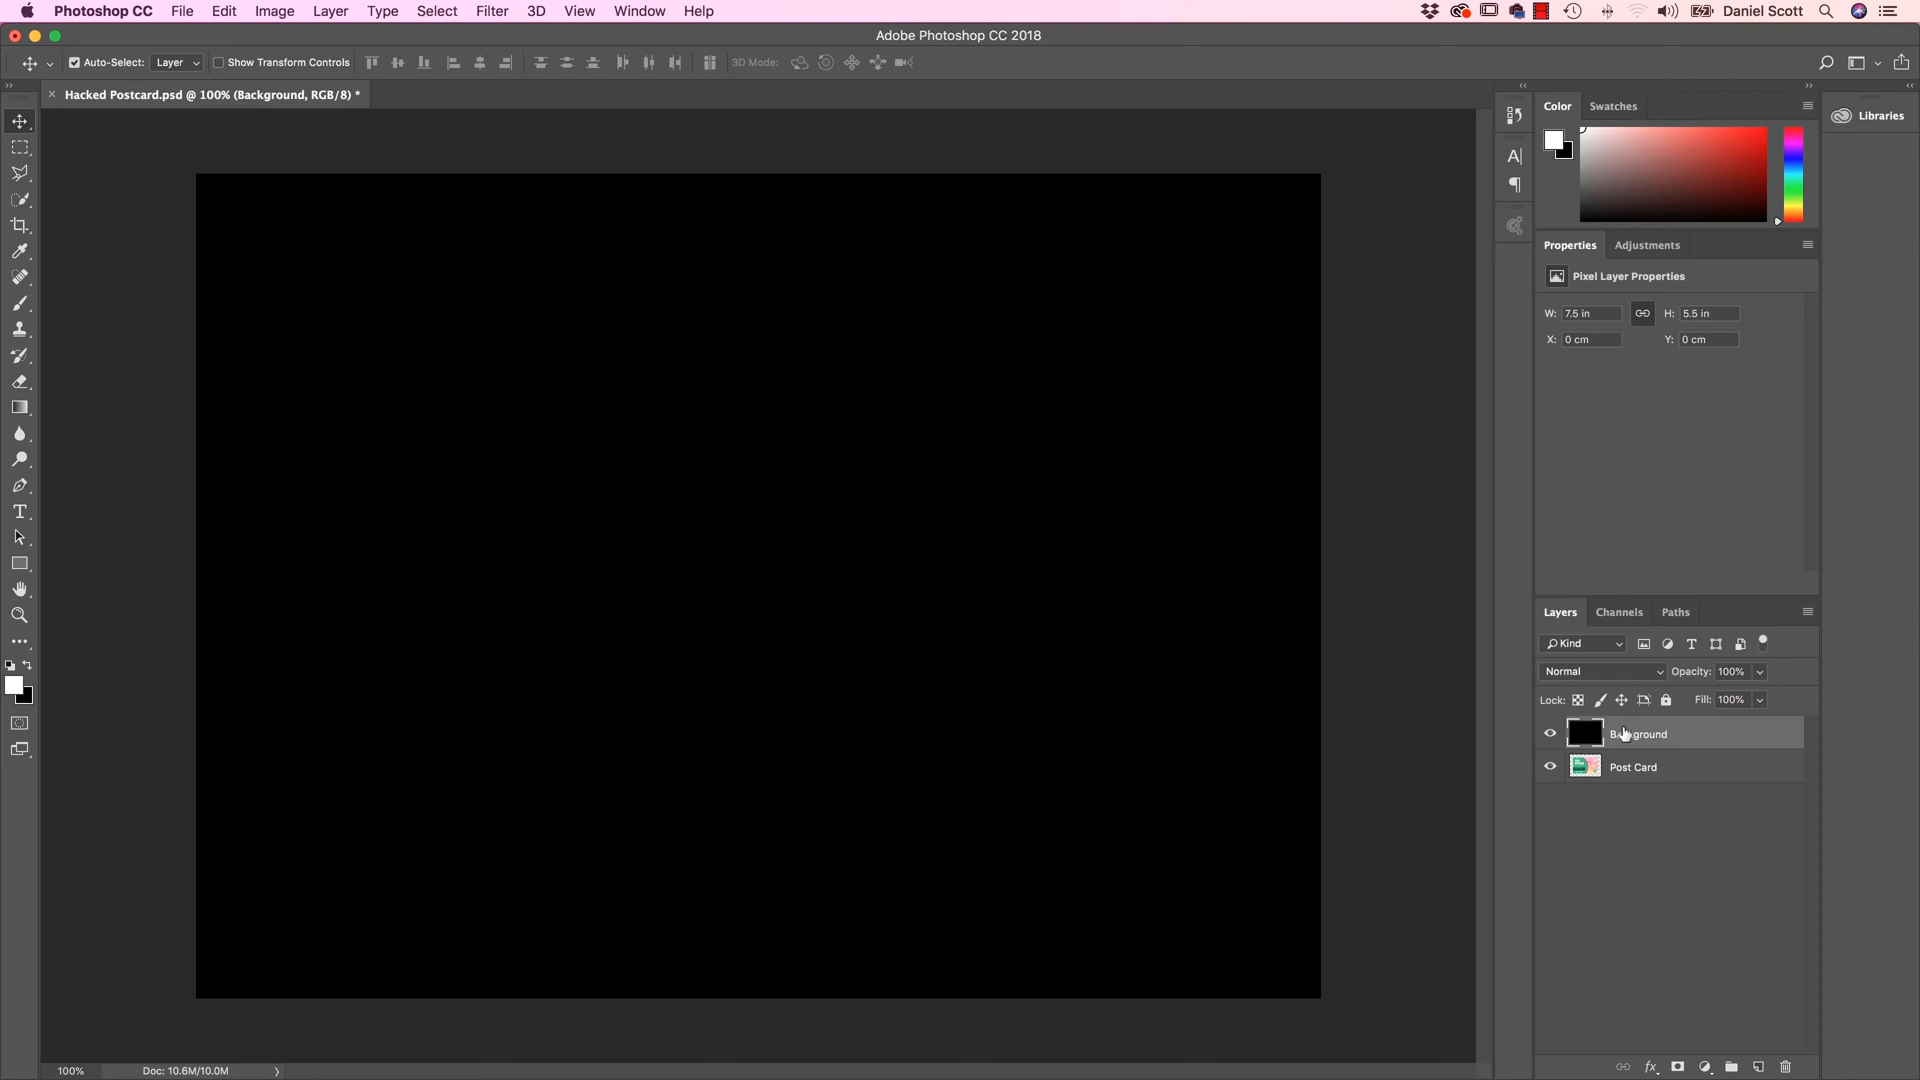 Photoshop CC File Edit Image Layer Type Select Filter 3D View Window Help Daniel Scott
Adobe Photoshop CC 2018
Auto-Select: Layer Show Transform Controls 3D Mode:
Hacked Postcard.psd @ 100% (Background, RGB/8) *
Color Swatches
Libraries
Properties Adjustments
Pixel Layer Properties
W: 7.5 in H: 5.5 in
X: 0 cm Y: 0 cm
Layers Channels Paths
Kind
Normal Opacity: 100%
Lock: Fill: 100%
Background
Post Card
100% Doc: 10.6M/10.0M